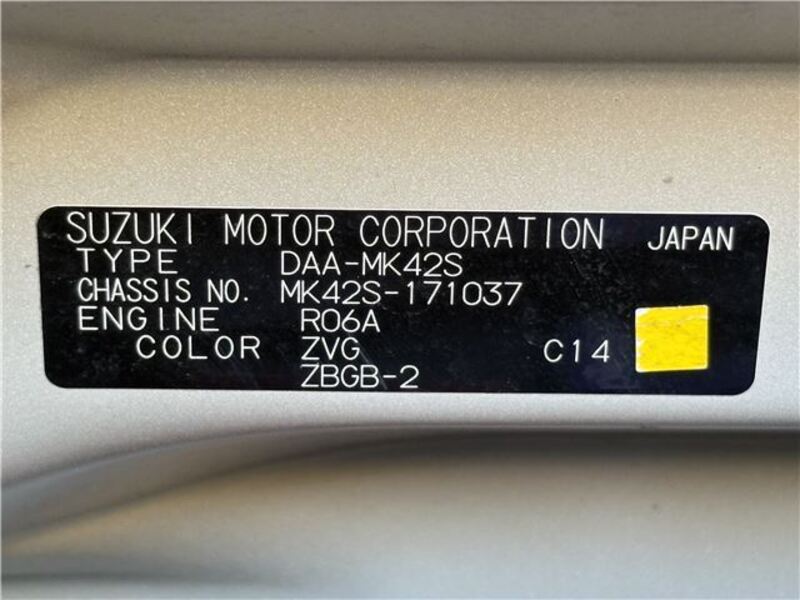 SUZUKI MOTOR CORPORATION JAPAN
TYPE DAA-MK42S
CHASSIS NO. MK42S-171037
ENGINE R06A
COLOR ZVG C14
ZBGB-2